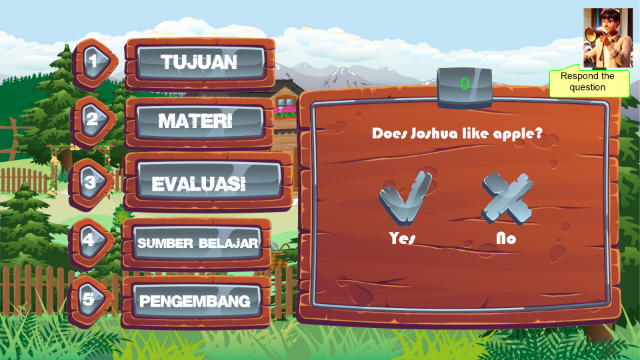 1 TUJUAN
2 MATERI
3 EVALUASI
4 SUMBER BELAJAR
5 PENGEMBANG
0
Respond the
question
Does Joshua like apple?
Yes No